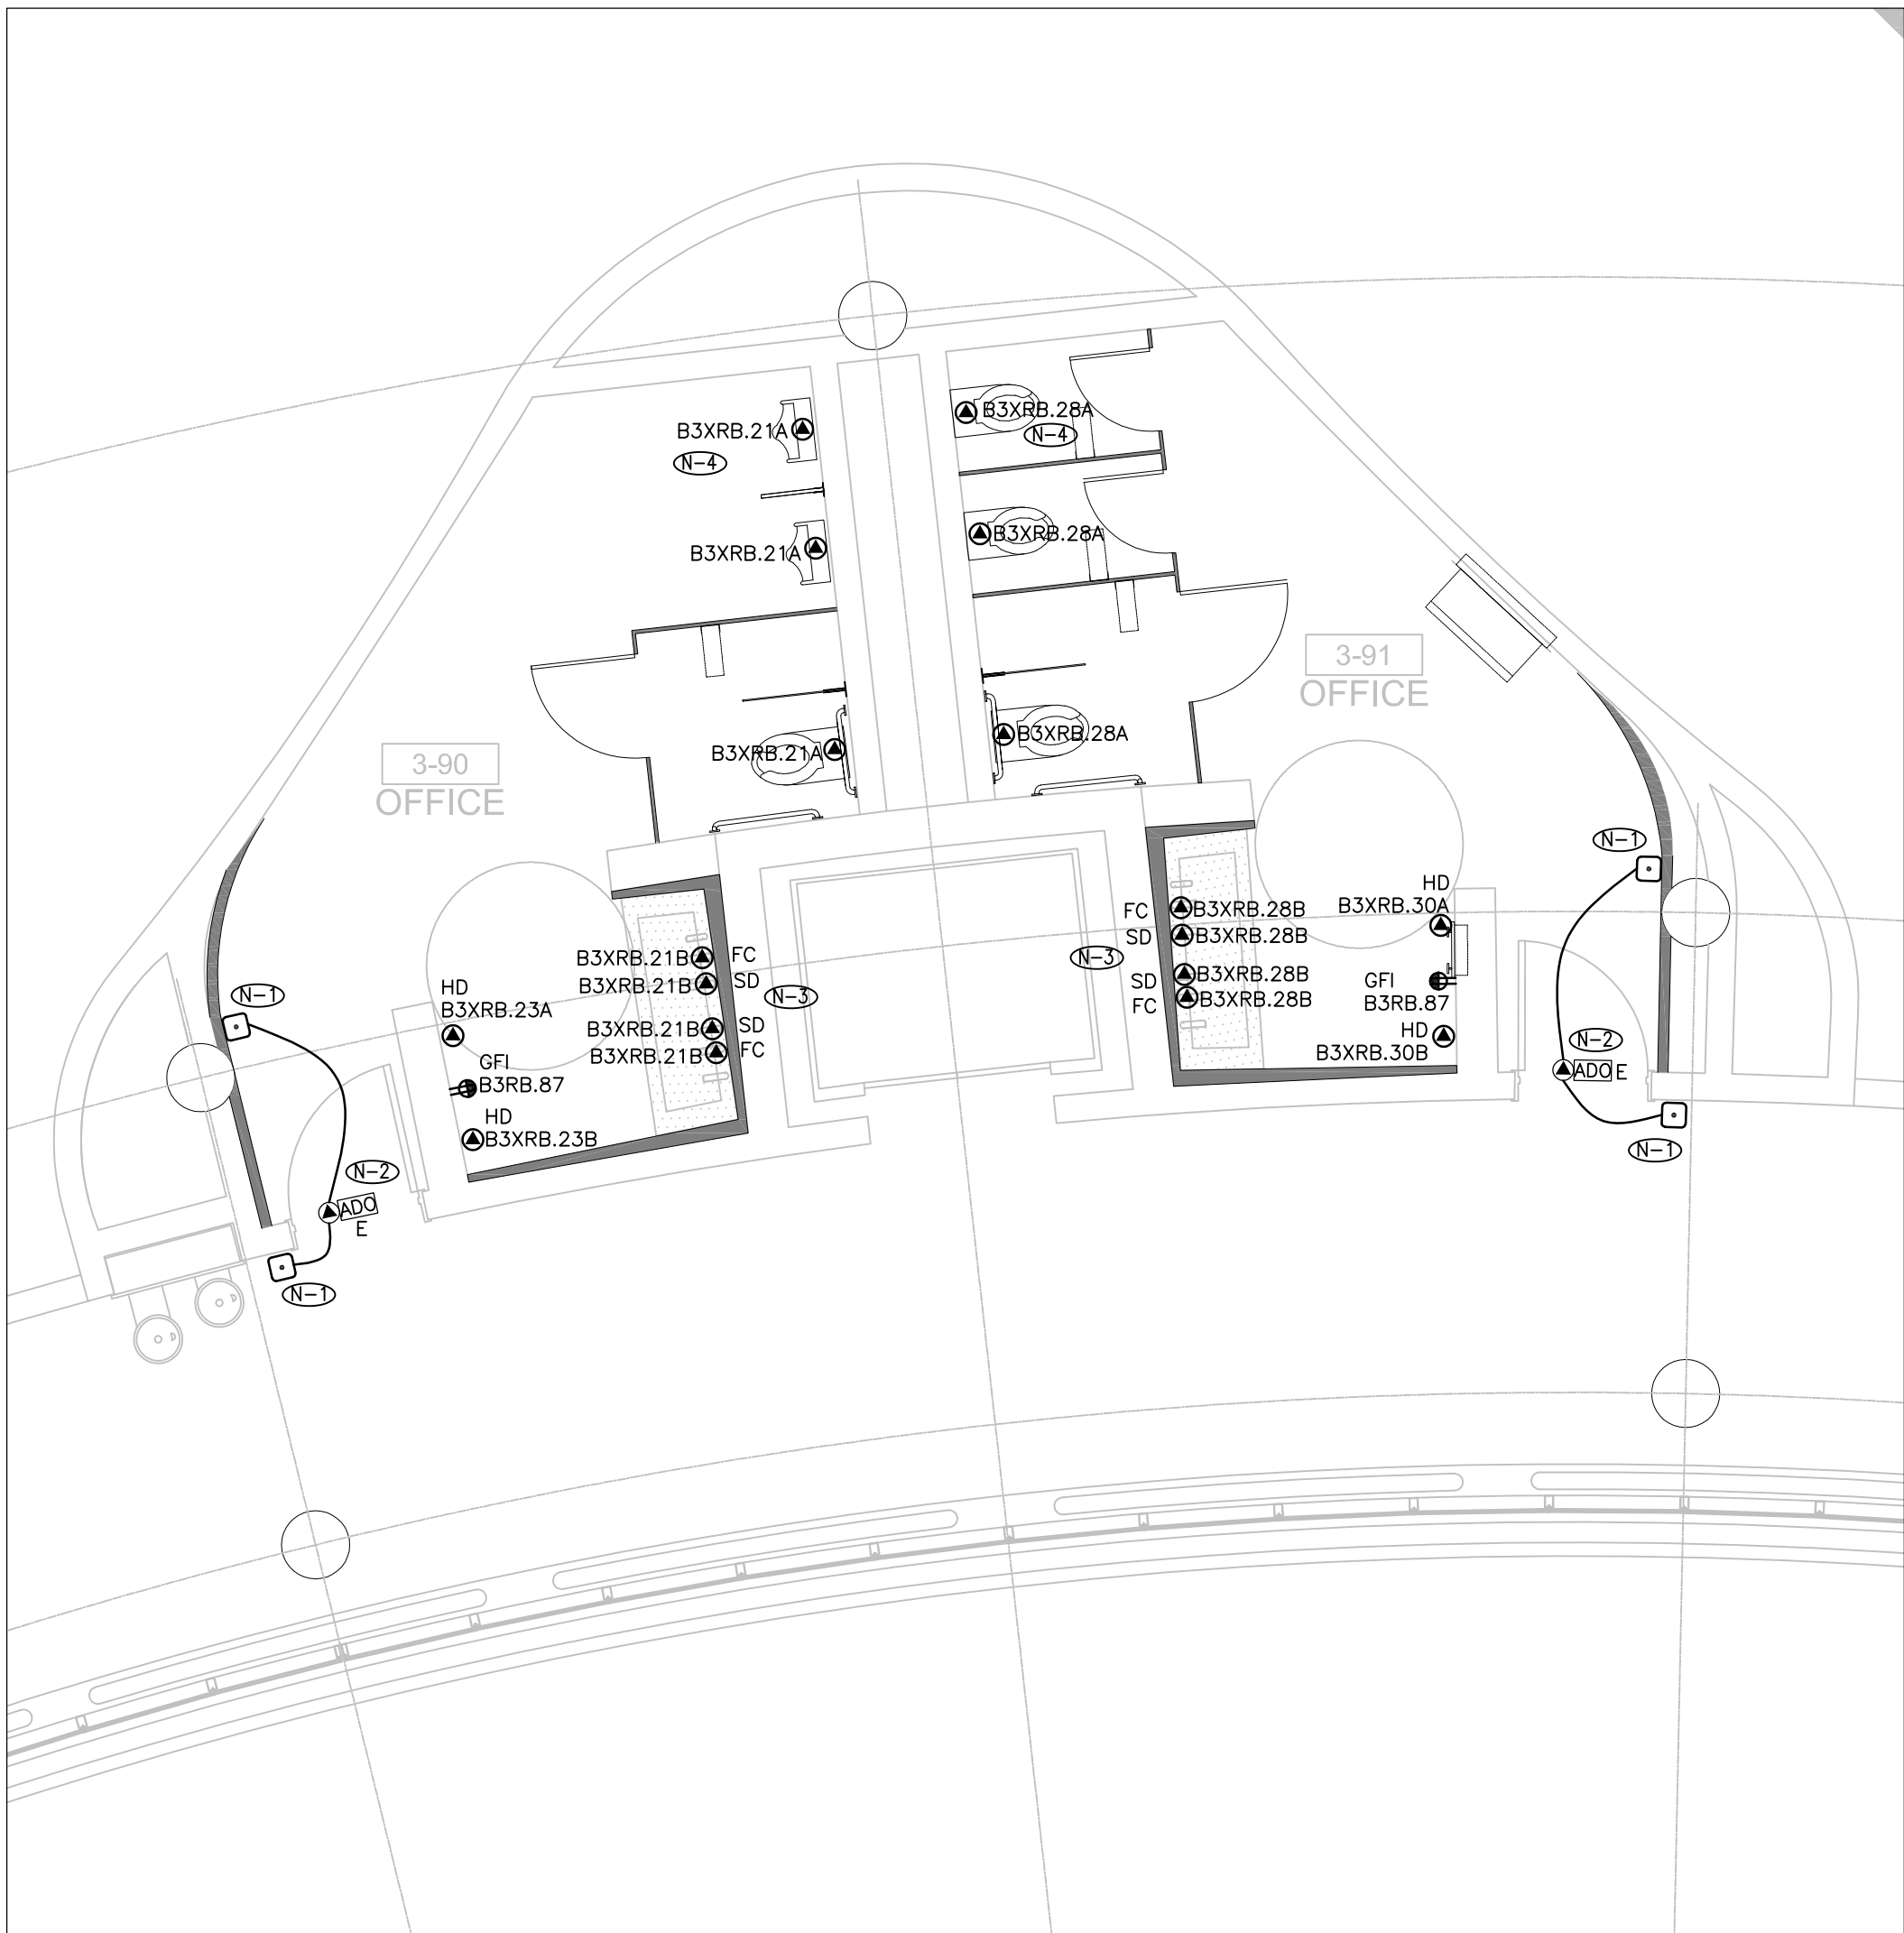 B3XRB.21A
N-4
B3XRB.21A
B3XRB.21A
B3XRB.28A
N-4
B3XRB.28A
B3XRB.28A
3-90
OFFICE
3-91
OFFICE
B3XRB.21B FC
B3XRB.21B SD
N-3
B3XRB.21B SD
B3XRB.21B FC
HD
B3XRB.23A
GFI
B3RB.87
HD
B3XRB.23B
N-1
N-2
ADO
E
N-1
FC B3XRB.28B
SD B3XRB.28B
N-3
SD B3XRB.28B
FC B3XRB.28B
HD
B3XRB.30A
GFI
B3RB.87
HD
B3XRB.30B
N-1
N-2
ADO E
N-1